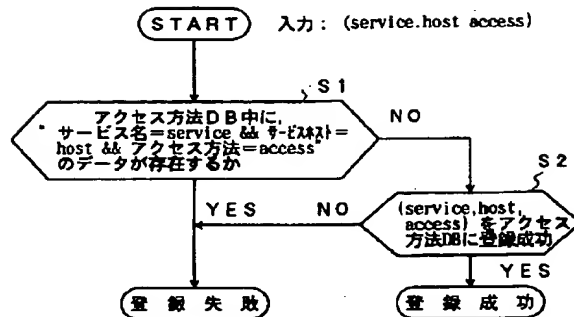 START
入力： (service.host access)
S1
アクセス方法DB中に,
"サービス名=service && サービスホスト=
host && アクセス方法=access"
のデータが存在するか
NO
S2
(service,host,
access) をアクセス
方法DBに登録成功
YES
NO
YES
登録失敗
登録成功